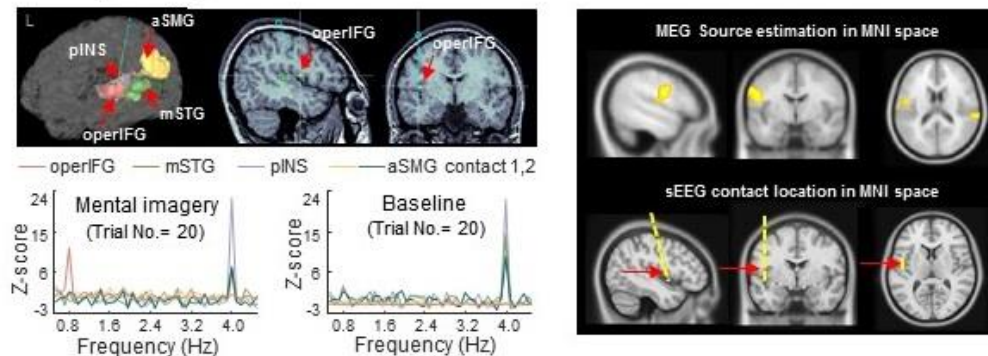 L
aSMG
pINS
operIFG
operIFG
mSTG
operIFG
operIFG mSTG pINS aSMG contact 1,2
Mental imagery
(Trial No.= 20)
Z-score
24
15
6
-3
0.8 1.6 2.4 3.2 4.0
Frequency (Hz)
Baseline
(Trial No.= 20)
Z-score
24
15
6
-3
0.8 1.6 2.4 3.2 4.0
Frequency (Hz)
MEG Source estimation in MNI space
sEEG contact location in MNI space